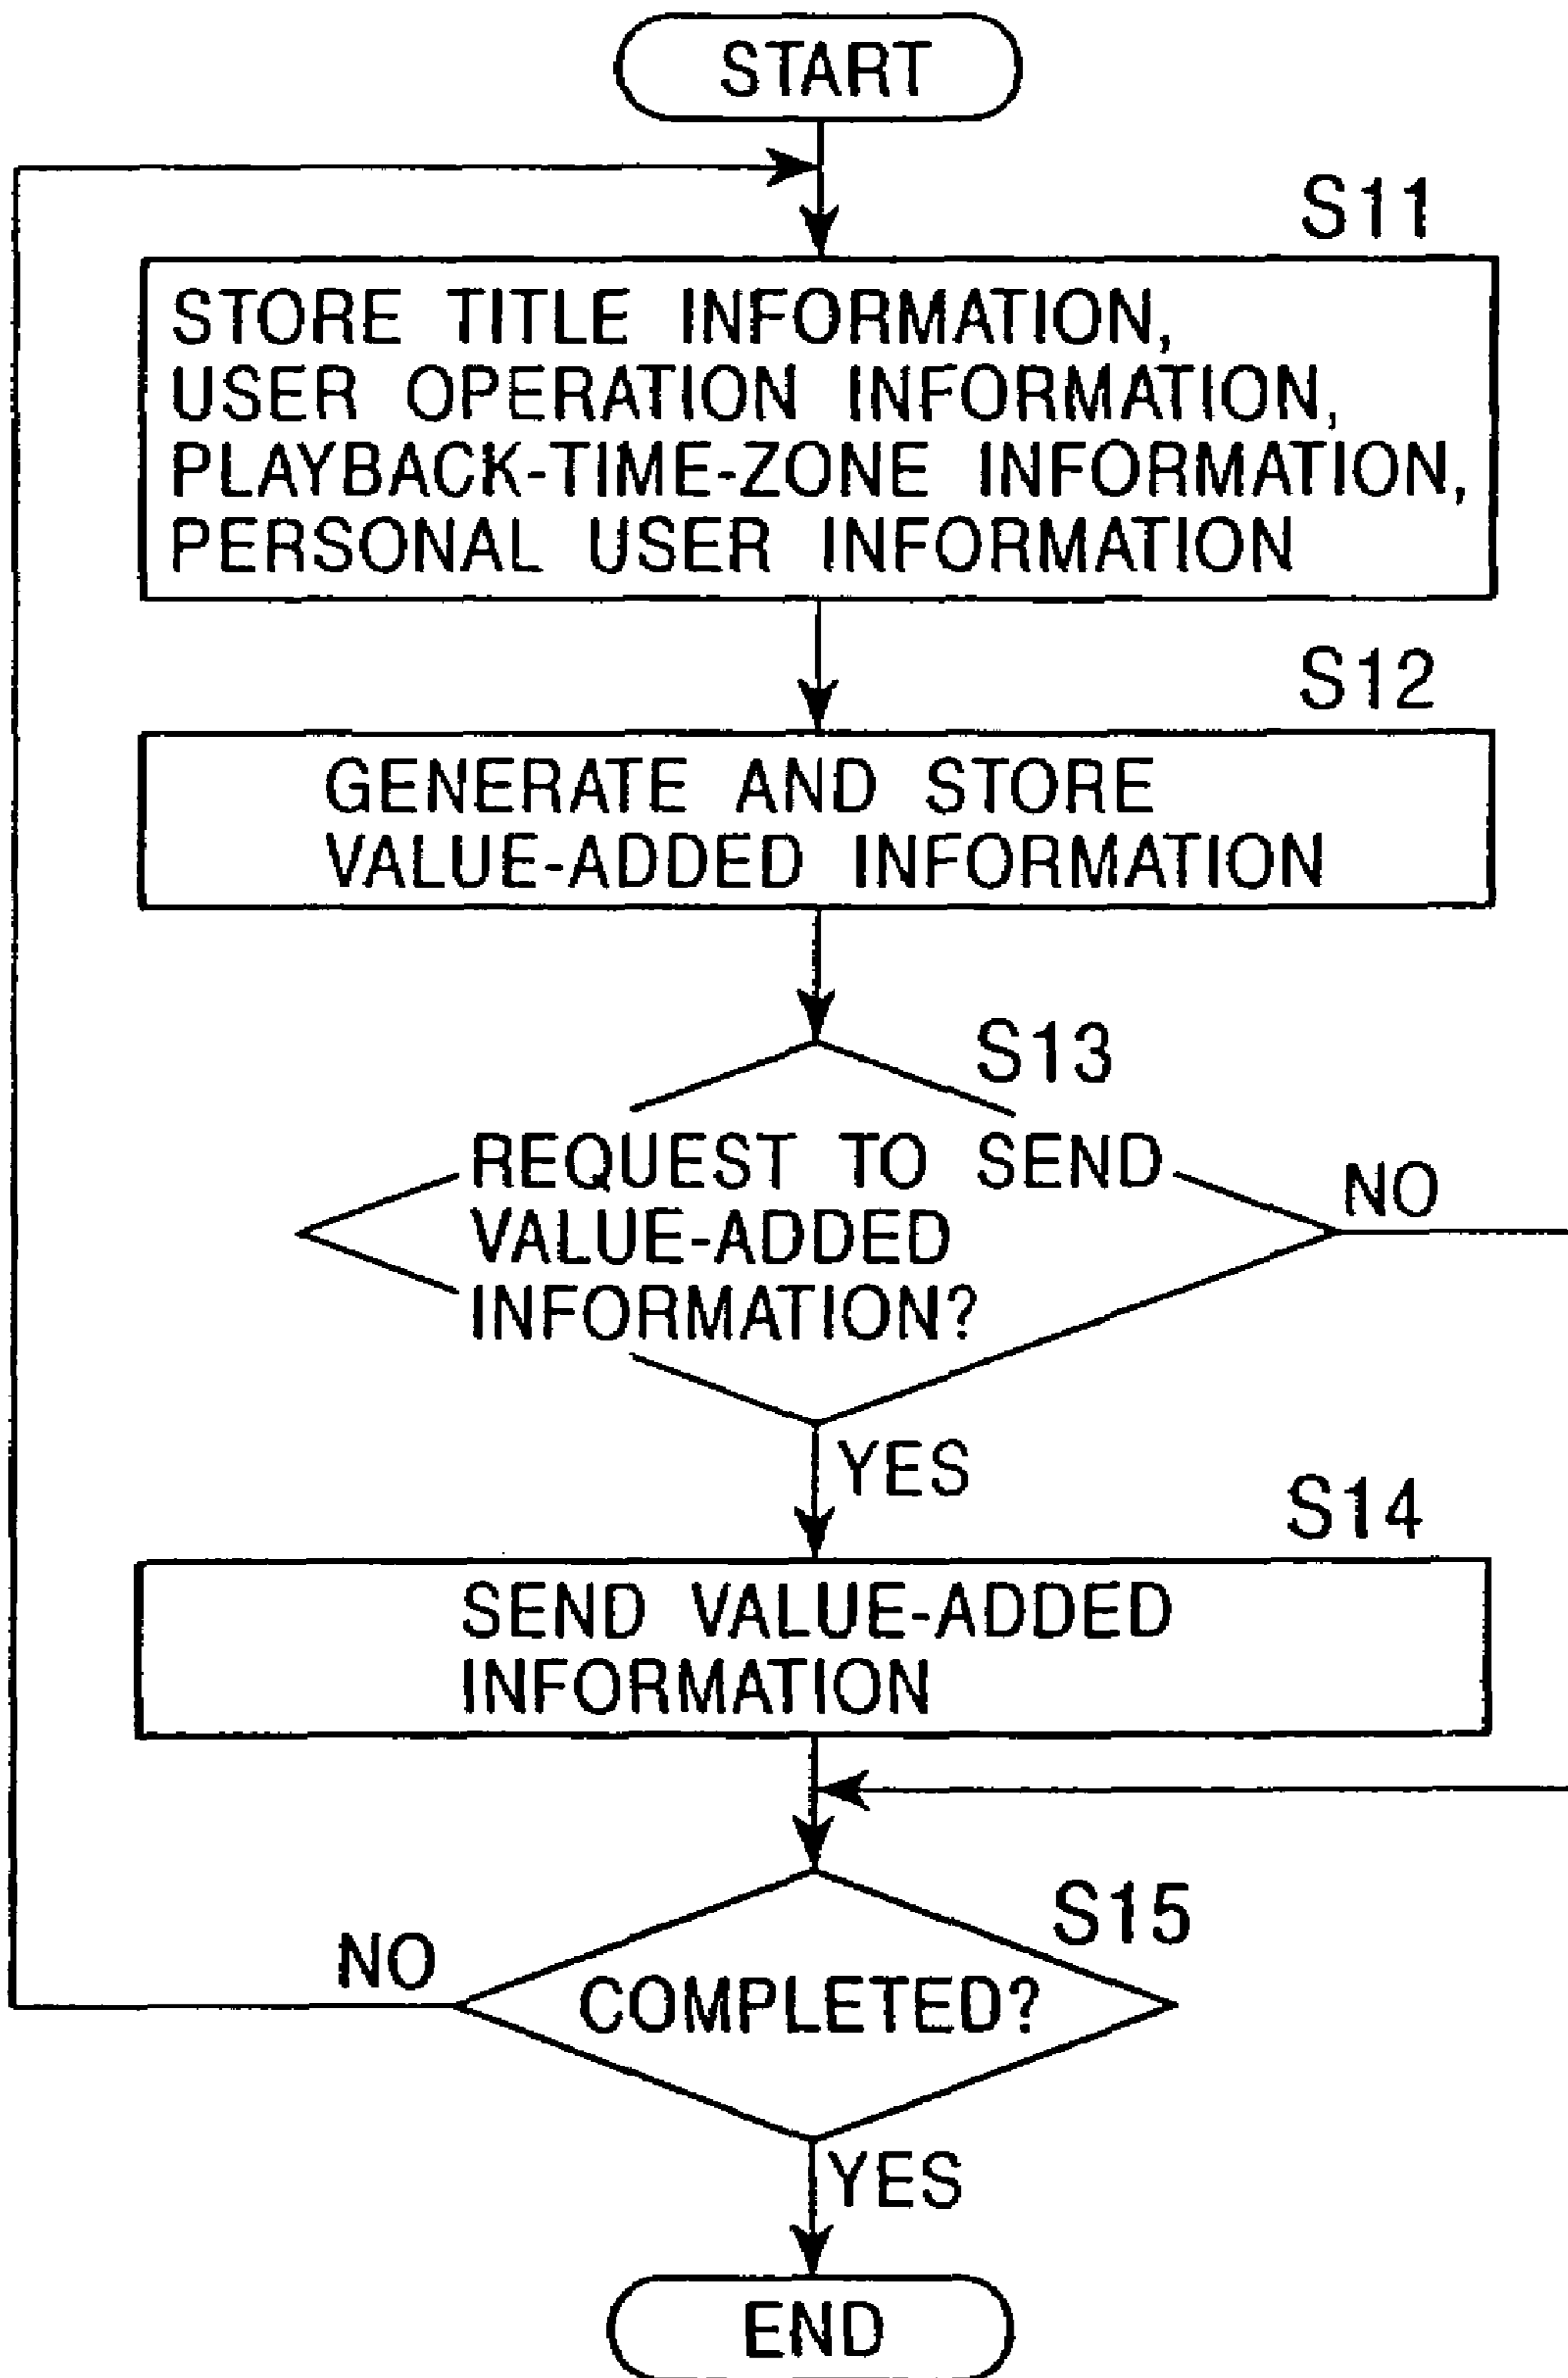 START
S11
STORE TITLE INFORMATION,
USER OPERATION INFORMATION,
PLAYBACK-TIME-ZONE INFORMATION,
PERSONAL USER INFORMATION
S12
GENERATE AND STORE
VALUE-ADDED INFORMATION
S13
REQUEST TO SEND
VALUE-ADDED
INFORMATION?
NO
YES
S14
SEND VALUE-ADDED
INFORMATION
S15
NO
COMPLETED?
YES
END